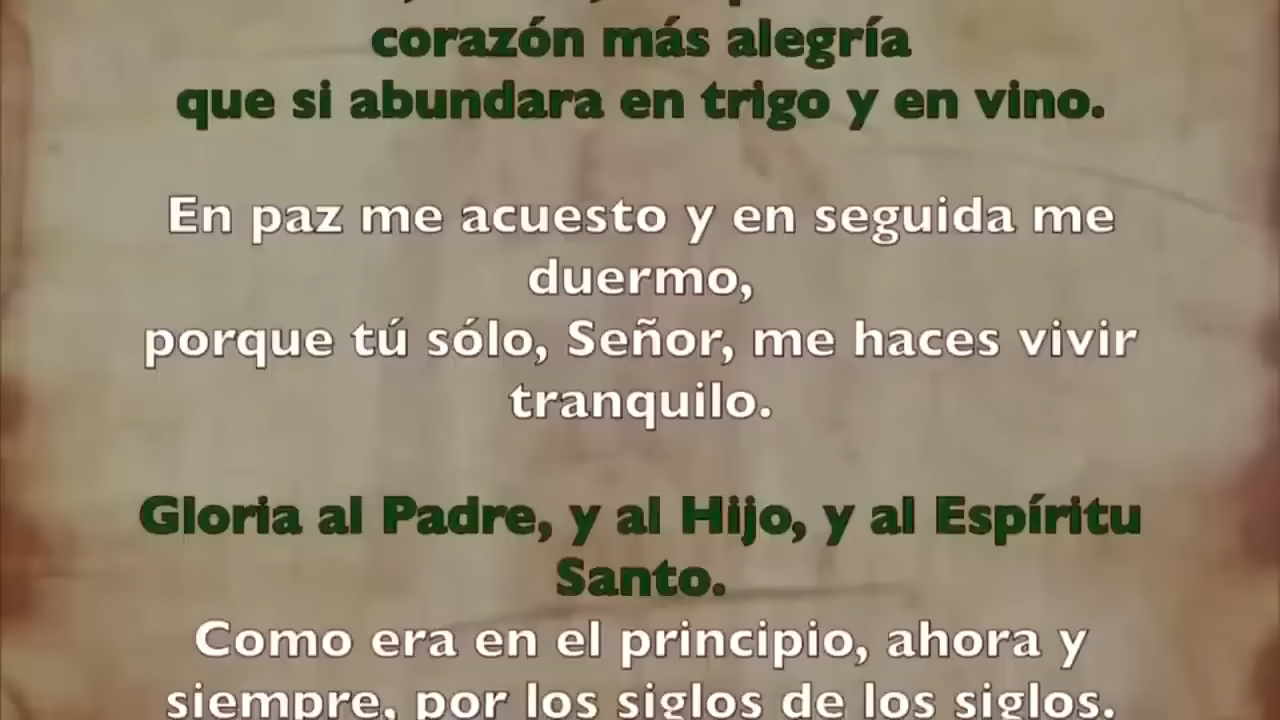 corazón más alegría
que si abundara en trigo y en vino.
En paz me acuesto y en seguida me
duermo,
porque tú sólo, Señor, me haces vivir
tranquilo.
Gloria al Padre, y al Hijo, y al Espíritu
Santo.
Como era en el principio, ahora y
siempre, por los siglos de los siglos.